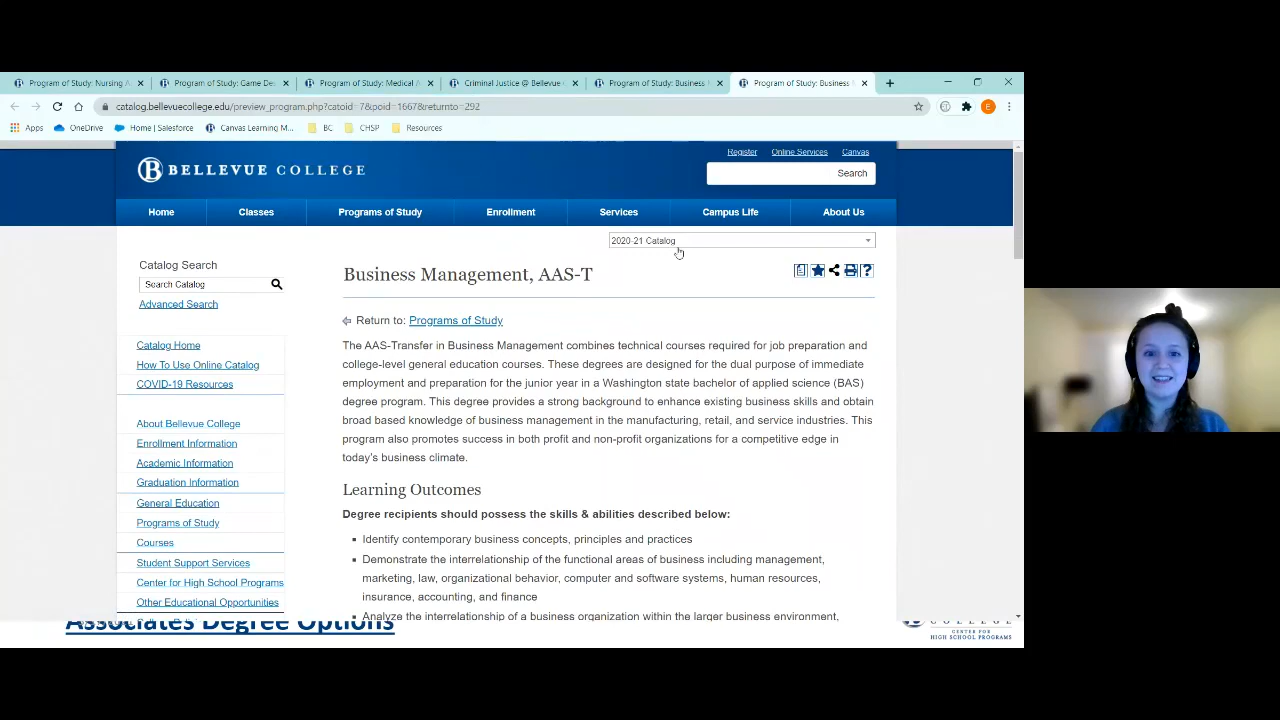 Program of Study: Nursing A
Program of Study: Game De
Program of Study: Medical
Criminal Justice @ Bellevue
Program of Study: Business
Program of Study: Business
catalog.bellevuecollege.edu/preview_program.php?catoid=7&poid=1667&returnto=292
E
Apps
OneDrive
Home | Salesforce
Canvas Learning M...
BC
CHSP
Resources
Register
Online Services
Canvas
B BELLEVUE COLLEGE
Search
Home
Classes
Programs of Study
Enrollment
Services
Campus Life
About Us
2020-21 Catalog
Catalog Search
Search Catalog
Advanced Search
Catalog Home
How To Use Online Catalog
COVID-19 Resources
About Bellevue College
Enrollment Information
Academic Information
Graduation Information
General Education
Programs of Study
Courses
Student Support Services
Center for High School Programs
Other Educational Opportunities
Business Management, AAS-T
?
Return to: Programs of Study
The AAS-Transfer in Business Management combines technical courses required for job preparation and
college-level general education courses. These degrees are designed for the dual purpose of immediate
employment and preparation for the junior year in a Washington state bachelor of applied science (BAS)
degree program. This degree provides a strong background to enhance existing business skills and obtain
broad based knowledge of business management in the manufacturing, retail, and service industries. This
program also promotes success in both profit and non-profit organizations for a competitive edge in
today's business climate.
Learning Outcomes
Degree recipients should possess the skills & abilities described below:
Identify contemporary business concepts, principles and practices
Demonstrate the interrelationship of the functional areas of business including management,
marketing, law, organizational behavior, computer and software systems, human resources,
insurance, accounting, and finance
Analyze the interrelationship of a business organization within the larger business environment,
Associates Degree Options
COLLEGE
CENTER FOR
HIGH SCHOOL PROGRAMS